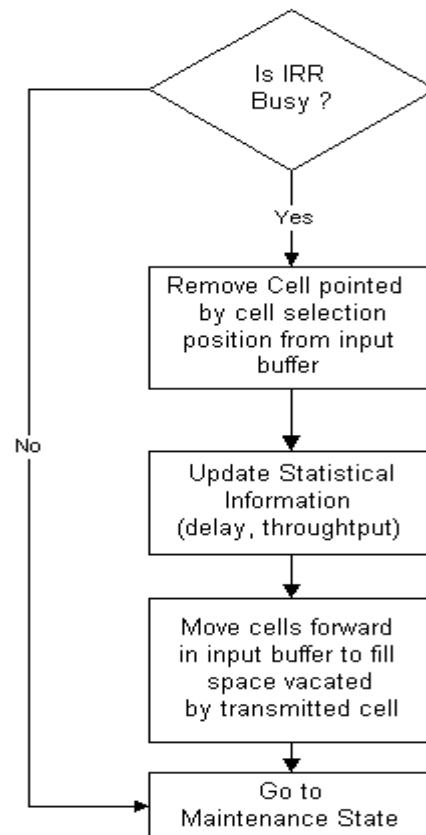 Is IRR
Busy ?
Yes
Remove Cell pointed
by cell selection
position from input
buffer
No
Update Statistical
Information
(delay, throughtput)
Move cells forward
in input buffer to fill
space vacated
by transmitted cell
Go to
Maintenance State